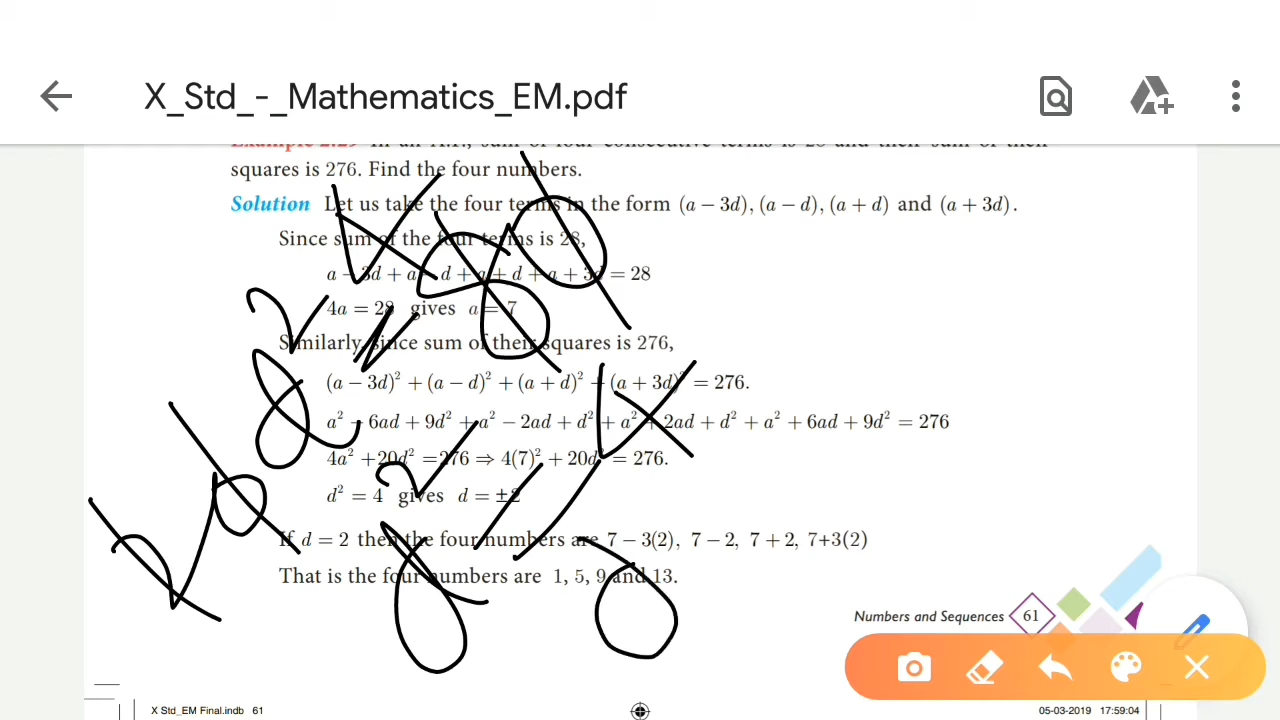 X_Std_-_Mathematics_EM.pdf
squares is 276. Find the four numbers.
Solution Let us take the four terms in the form (a − 3d), (a − d), (a + d) and (a + 3d).
Since sum of the four terms is 28,
a − 3d + a − d + a + d + a + 3d = 28
4a = 28 gives a = 7
Similarly, since sum of their squares is 276,
(a − 3d)² + (a − d)² + (a + d)² + (a + 3d)² = 276.
a² − 6ad + 9d² + a² − 2ad + d² + a² + 2ad + d² + a² + 6ad + 9d² = 276
4a² +20d² =276 ⇒ 4(7)² + 20d² = 276.
d² = 4 gives d = ±2
If d = 2 then the four numbers are 7 − 3(2), 7 − 2, 7 + 2, 7+3(2)
That is the four numbers are 1, 5, 9 and 13.
Numbers and Sequences 61
X Std_EM Final.indb 61
05-03-2019 17:59:04